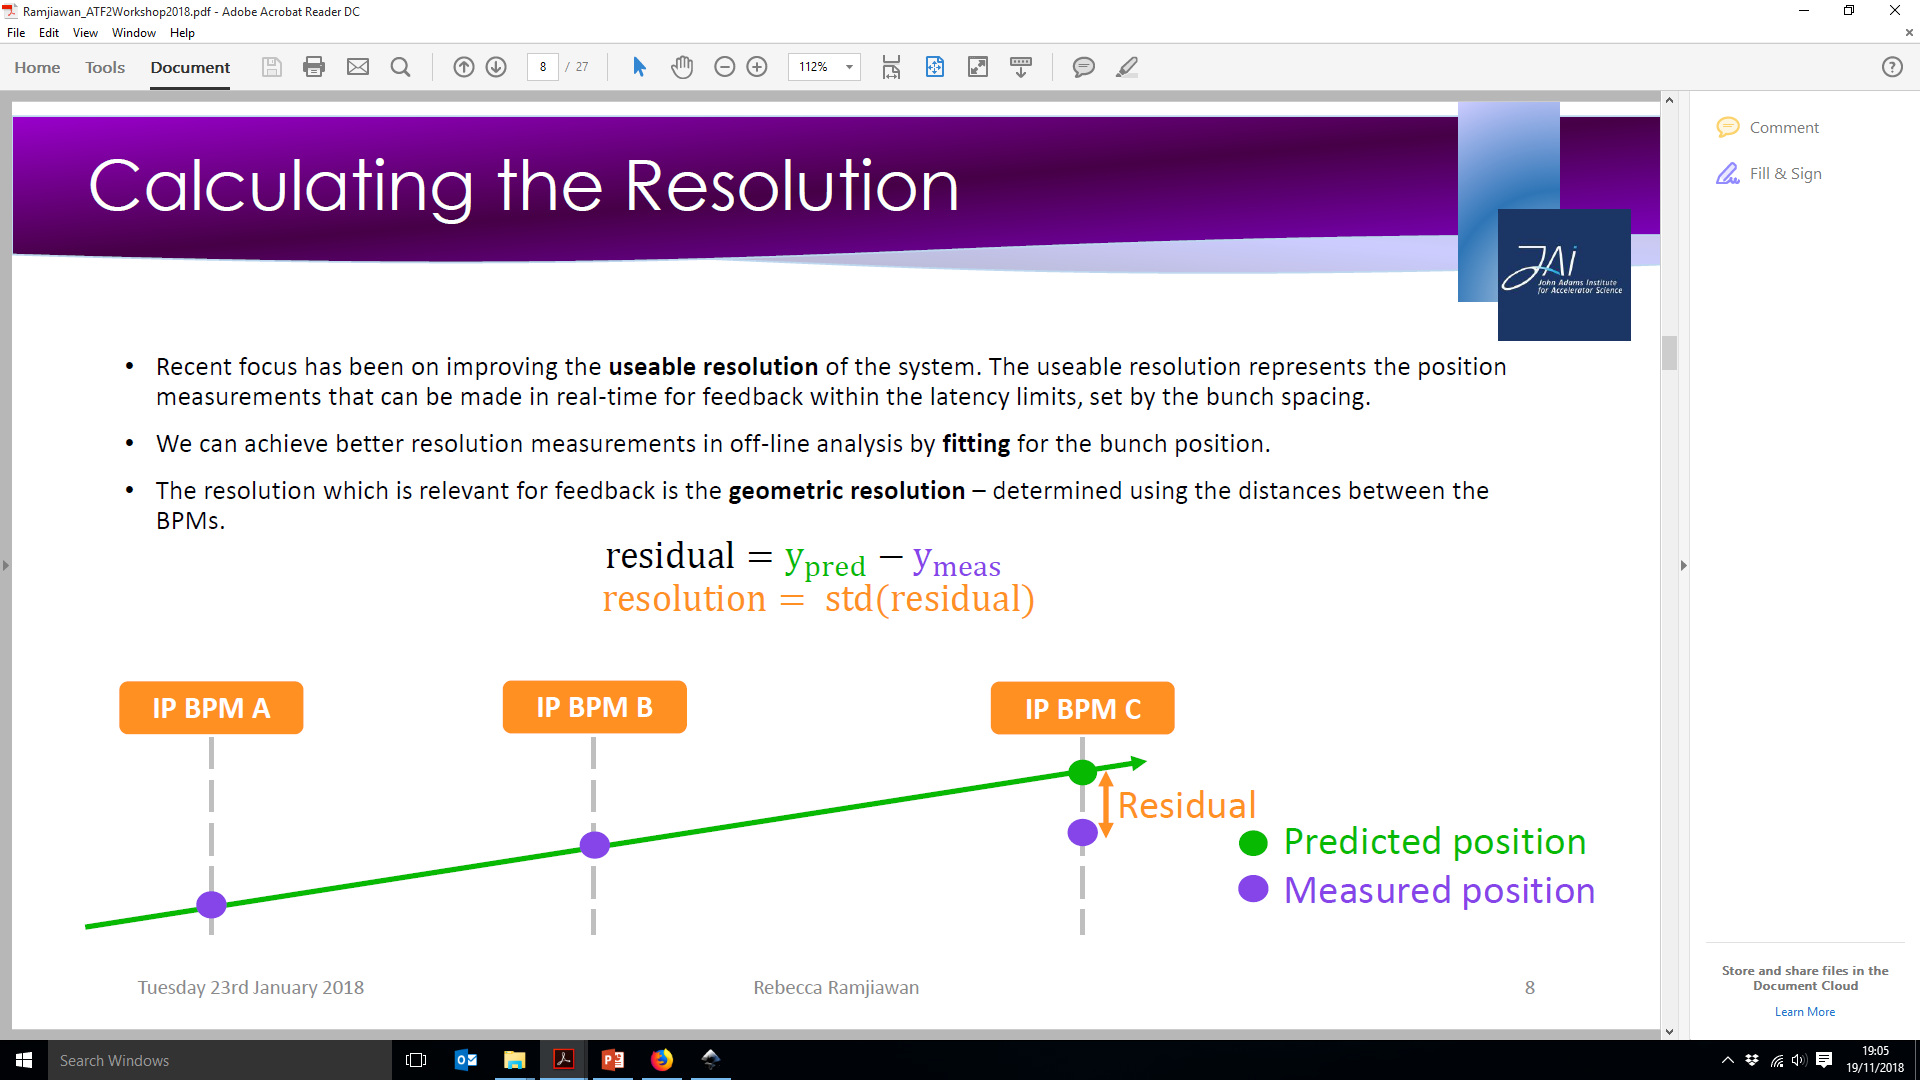 Ramjiawan_ATF2Workshop2018.pdf - Adobe Acrobat Reader DC
File Edit View Window Help
Home Tools Document 8 / 27 112%
Calculating the Resolution
JAI
John Adams Institute
for Accelerator Science
Comment
Fill & Sign
• Recent focus has been on improving the useable resolution of the system. The useable resolution represents the position
measurements that can be made in real-time for feedback within the latency limits, set by the bunch spacing.
• We can achieve better resolution measurements in off-line analysis by fitting for the bunch position.
• The resolution which is relevant for feedback is the geometric resolution – determined using the distances between the
BPMs.
residual = y_pred − y_meas
resolution = std(residual)
IP BPM A
IP BPM B
IP BPM C
Residual
Predicted position
Measured position
Tuesday 23rd January 2018 Rebecca Ramjiawan 8
Store and share files in the
Document Cloud
Learn More
Search Windows
19:05
19/11/2018